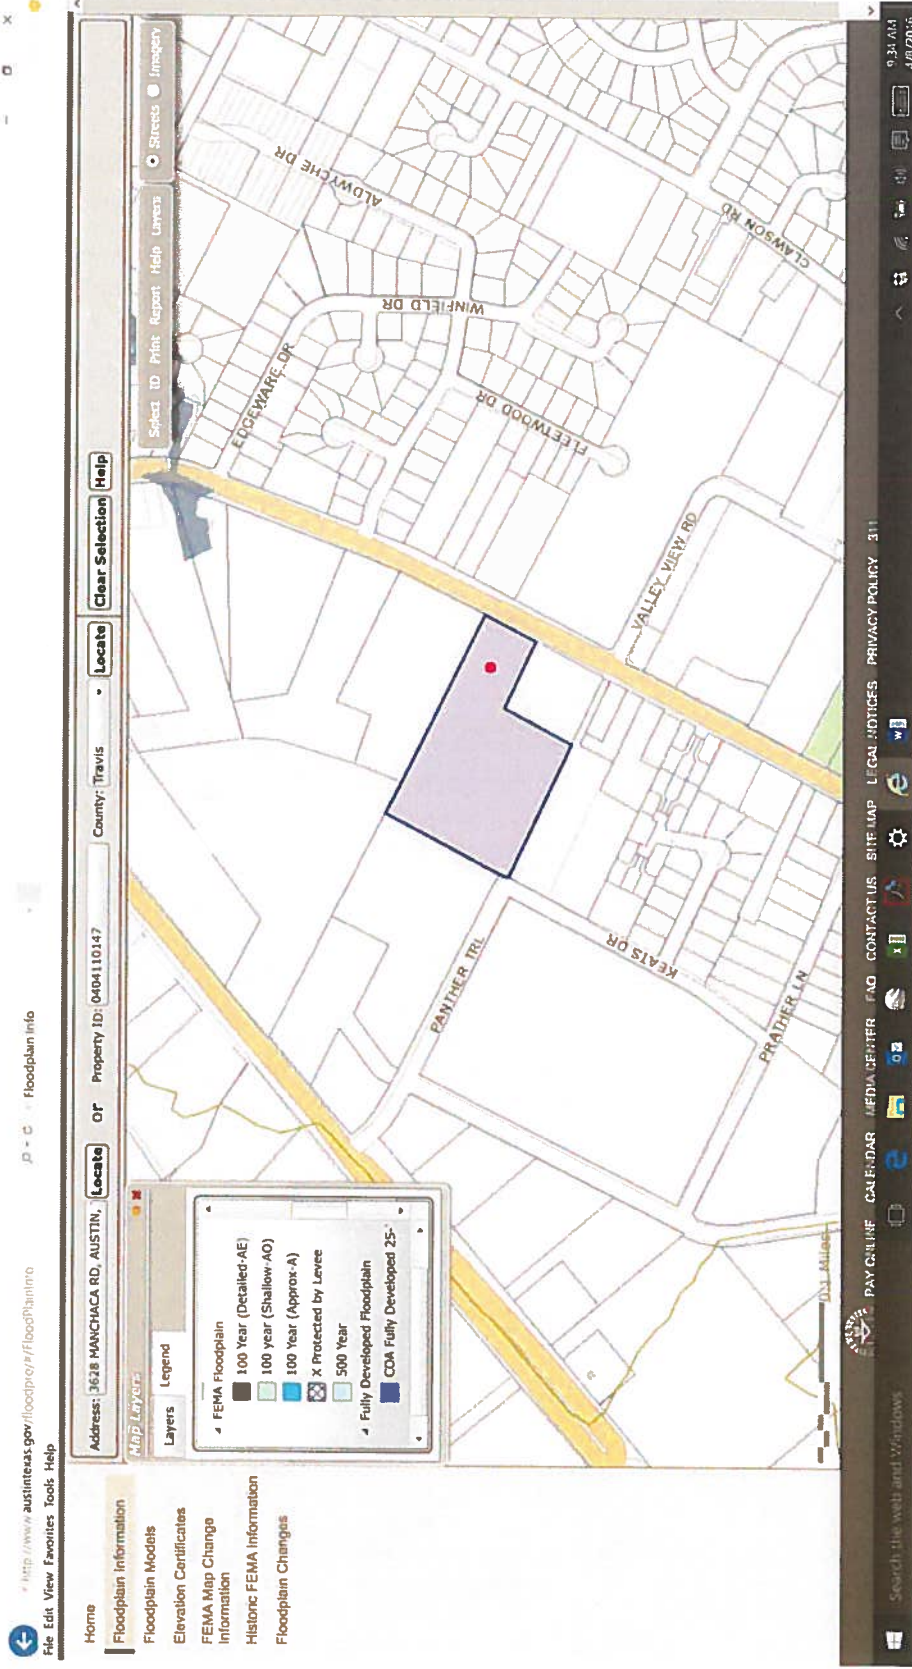 http://www.austintexas.gov/floodpro/#/FloodPlainInfo
Floodplain Info
File Edit View Favorites Tools Help
Home
Floodplain Information
Floodplain Models
Elevation Certificates
FEMA Map Change
Information
Historic FEMA Information
Floodplain Changes
Address: 3628 MANCHACA RD, AUSTIN, Locate or Property ID: 0404110147 County: Travis Locate Clear Selection Help
Select ID Print Report Help Layers Streets Imagery
Map Layers
Layers Legend
FEMA Floodplain
100 Year (Detailed-AE)
100 year (Shallow-AO)
100 Year (Approx-A)
X Protected by Levee
500 Year
Fully Developed Floodplain
COA Fully Developed 25-
ALDWYCHE DR
EDGEWARE DR
WINFIELD DR
FLEETWOOD DR
CLAWSON RD
VALLEY VIEW RD
PANTHER TRL
KEATS DR
PRATHER LN
0.1 Miles
PAY ONLINE CALENDAR MEDIA CENTER FAQ CONTACT US SITE MAP LEGAL NOTICES PRIVACY POLICY 311
Search the web and Windows
9:34 AM
4/8/2016